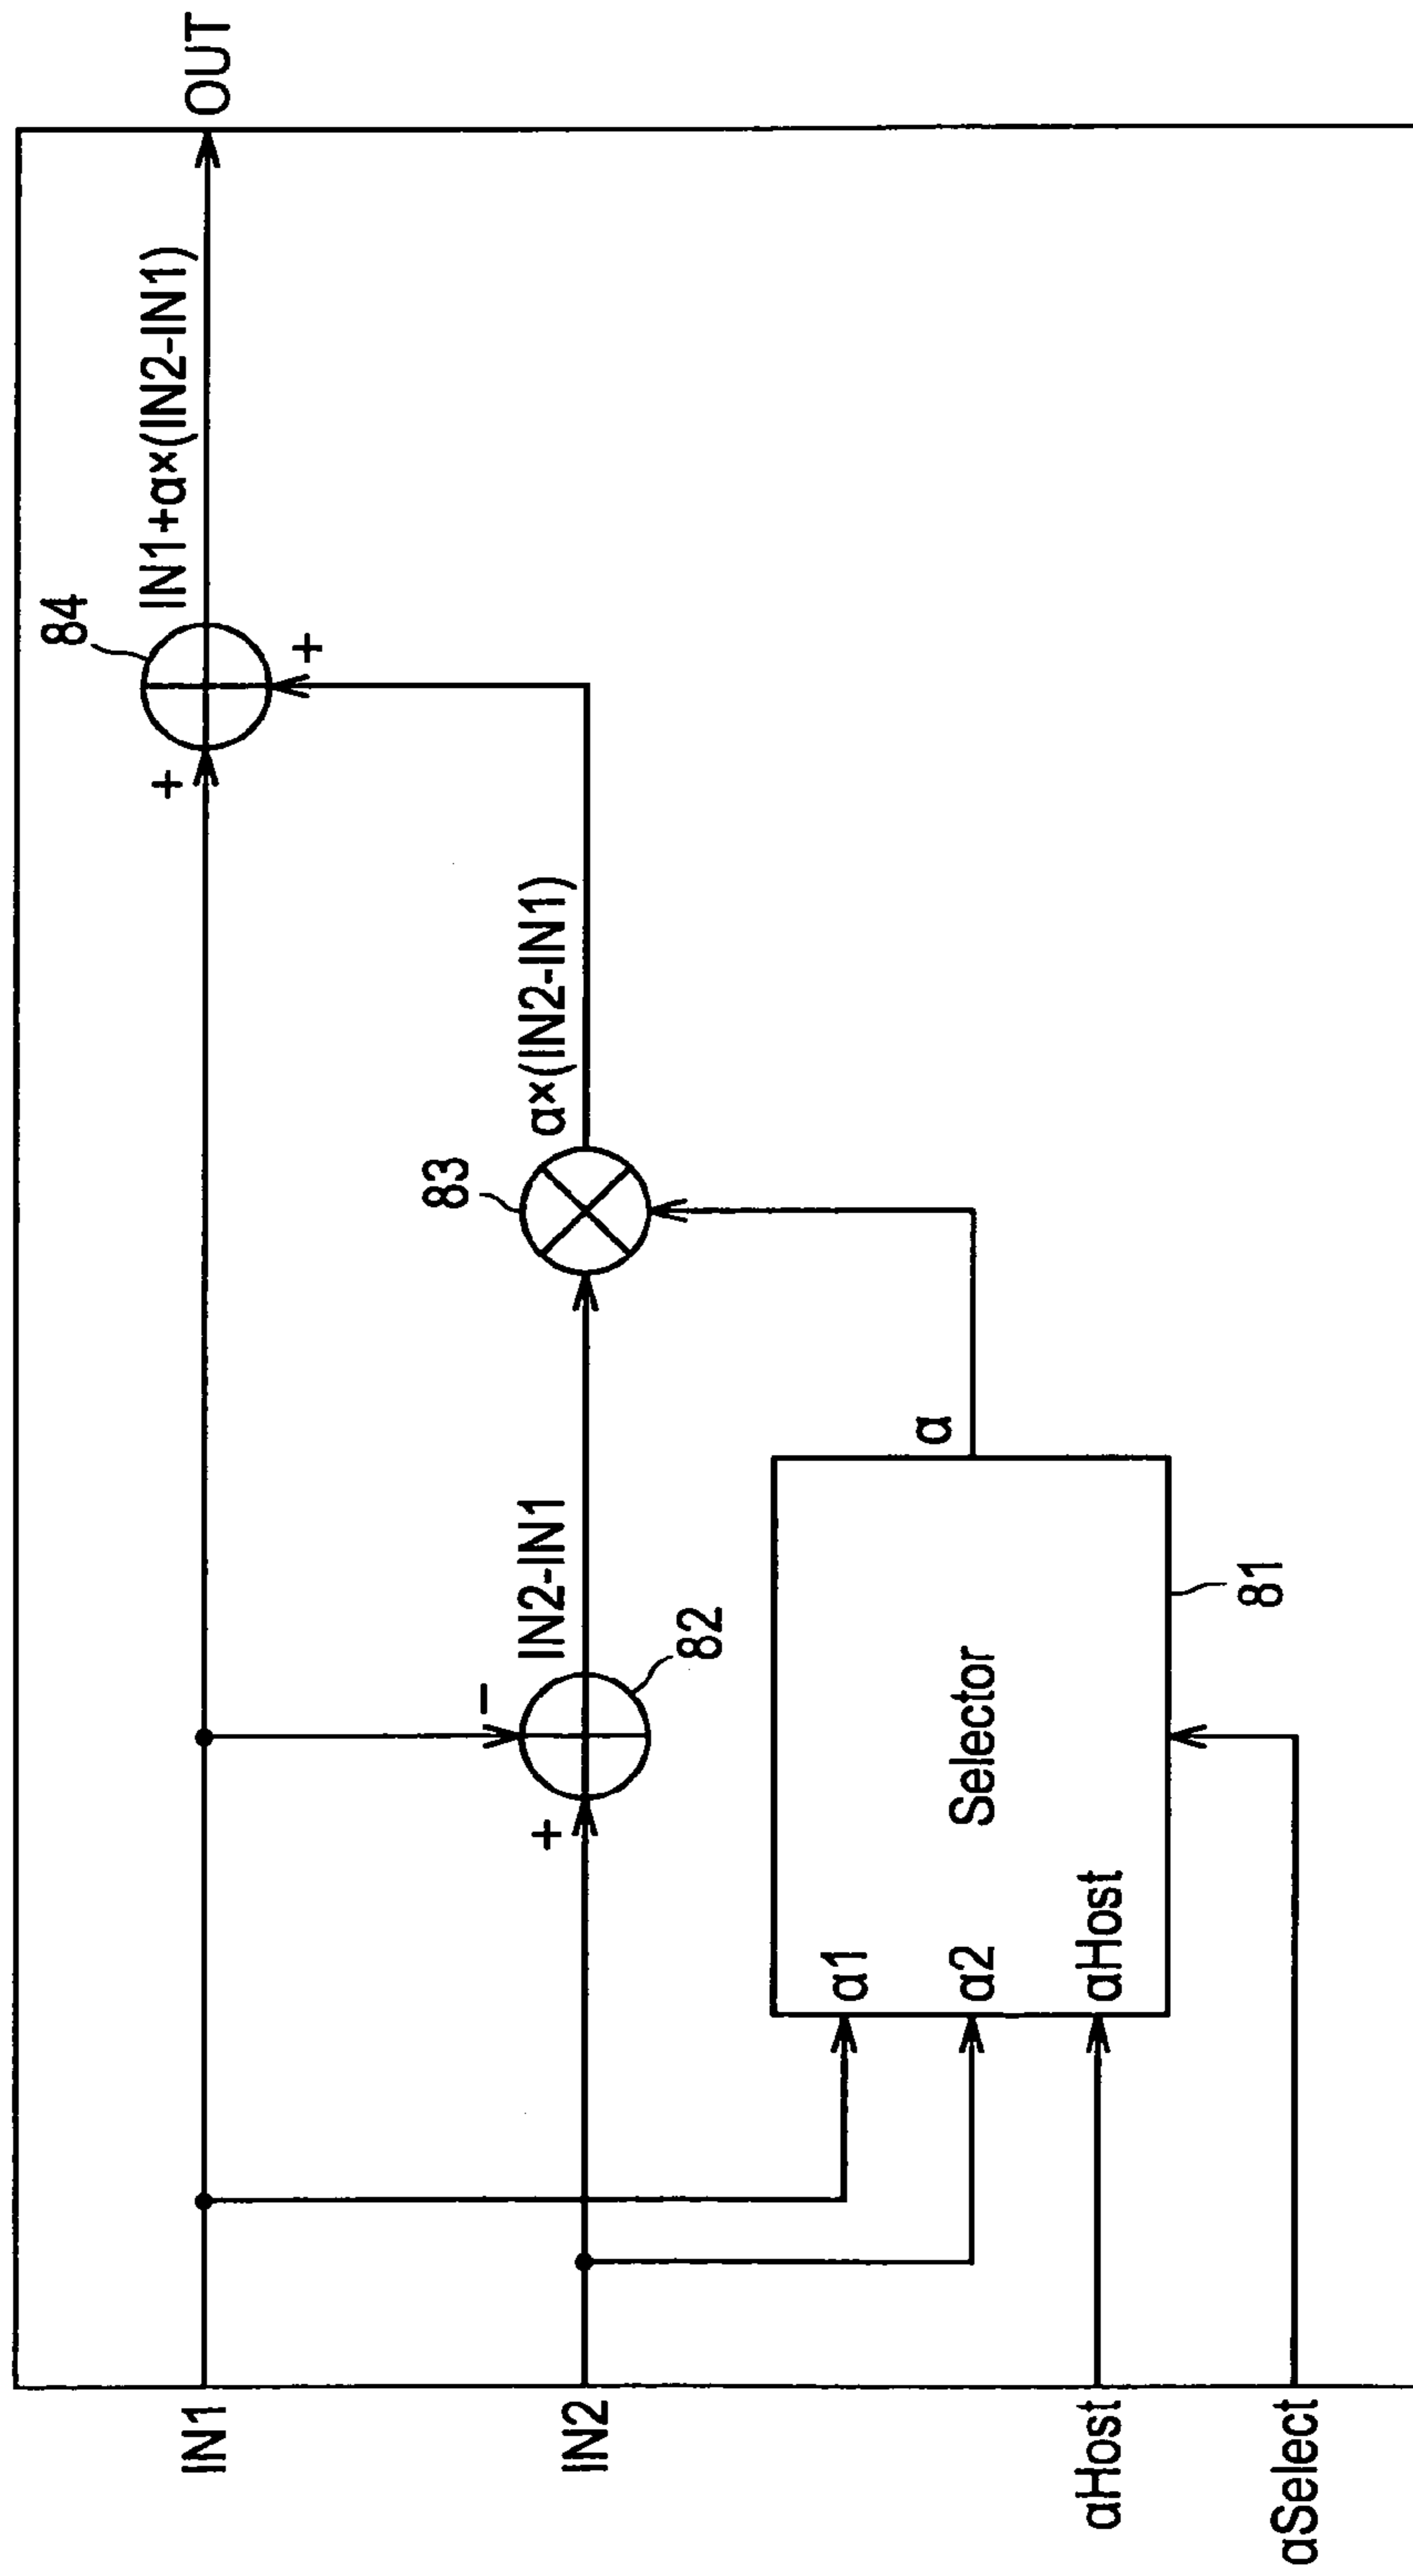 OUT
84
IN1+α×(IN2-IN1)
+
+
83
α×(IN2-IN1)
IN2-IN1
-
+
82
α
Selector
81
α1
α2
αHost
IN1
IN2
αHost
αSelect